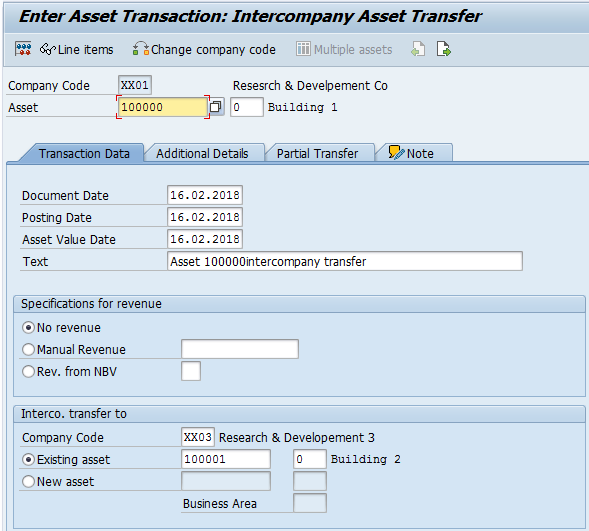 Enter Asset Transaction: Intercompany Asset Transfer
Line items Change company code Multiple assets
Company Code XX01 Resesrch & Develpement Co
Asset 100000 0 Building 1
Transaction Data Additional Details Partial Transfer Note
Document Date 16.02.2018
Posting Date 16.02.2018
Asset Value Date 16.02.2018
Text Asset 100000intercompany transfer
Specifications for revenue
No revenue
Manual Revenue
Rev. from NBV
Interco. transfer to
Company Code XX03 Research & Developement 3
Existing asset 100001 0 Building 2
New asset
Business Area